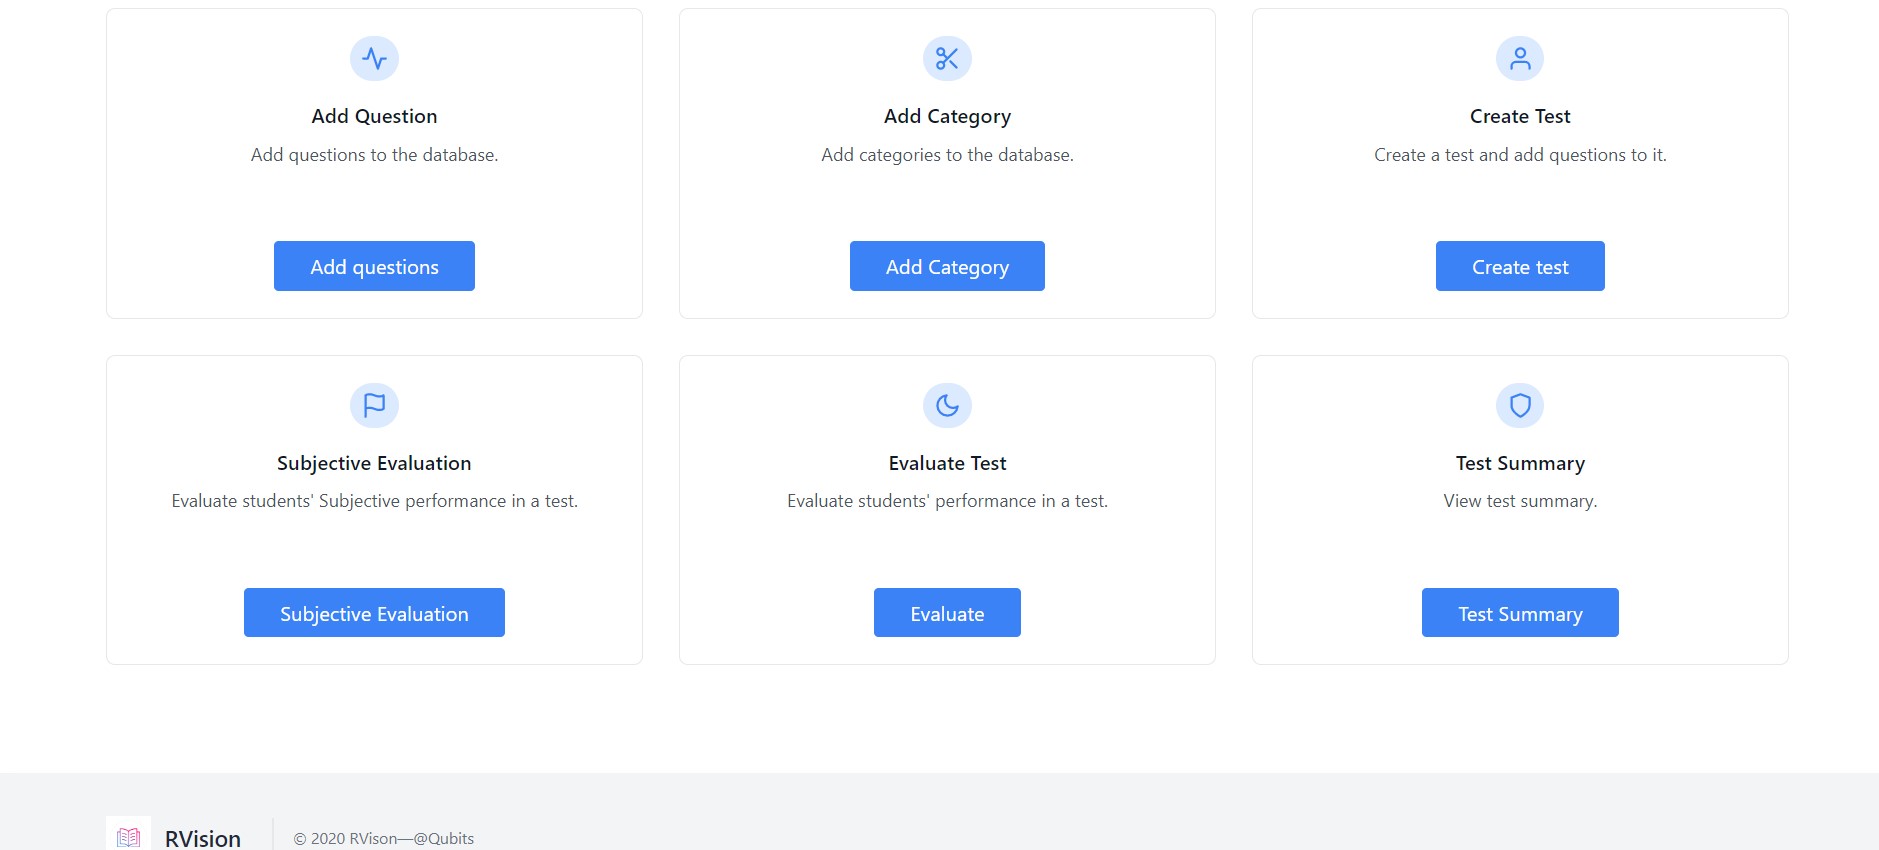 Add Question
Add questions to the database.
Add questions
Add Category
Add categories to the database.
Add Category
Create Test
Create a test and add questions to it.
Create test
Subjective Evaluation
Evaluate students' Subjective performance in a test.
Subjective Evaluation
Evaluate Test
Evaluate students' performance in a test.
Evaluate
Test Summary
View test summary.
Test Summary
RVision
© 2020 RVison—@Qubits